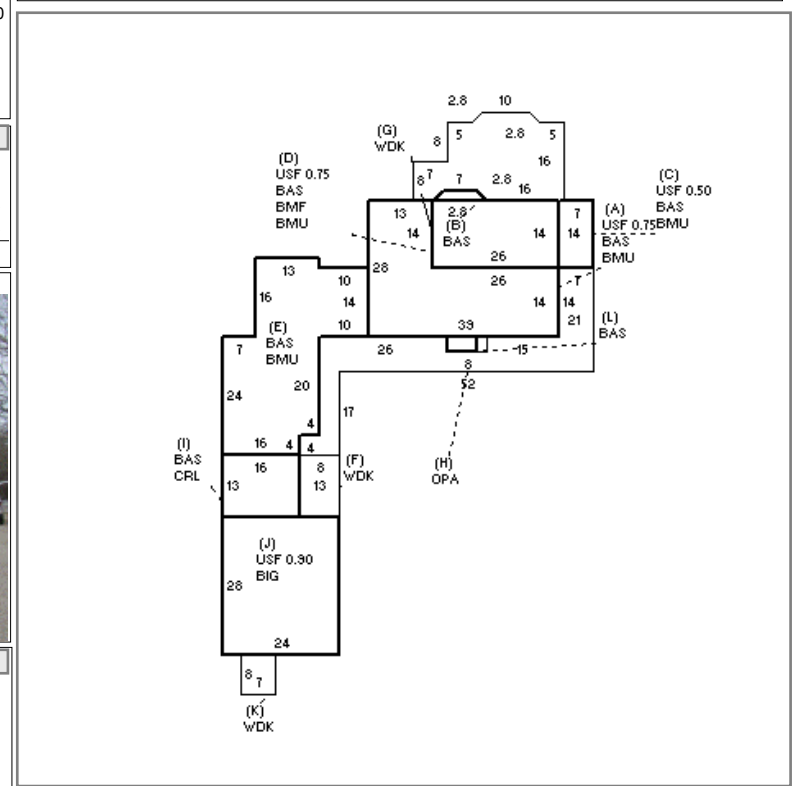 2.8 10
(G)
WDK
8
5 2.8 5
16
(D)
USF 0.75
BAS
BMF
BMU
8 7
7 2.8
16
(C)
USF 0.50
BAS
BMU
(A)
USF 0.75
BAS
BMU
13
14
2.8
(B)
BAS
14
26
7
14
28
13
16
10
14
10
26
14
39
7
14
21
(L)
BAS
(E)
BAS
BMU
7
24
20
26
15
8
52
17
4
16 4 4
(I)
BAS
CRL
16
13
8
13
(F)
WDK
(H)
OPA
(J)
USF 0.90
BIG
28
24
8 7
(K)
WDK